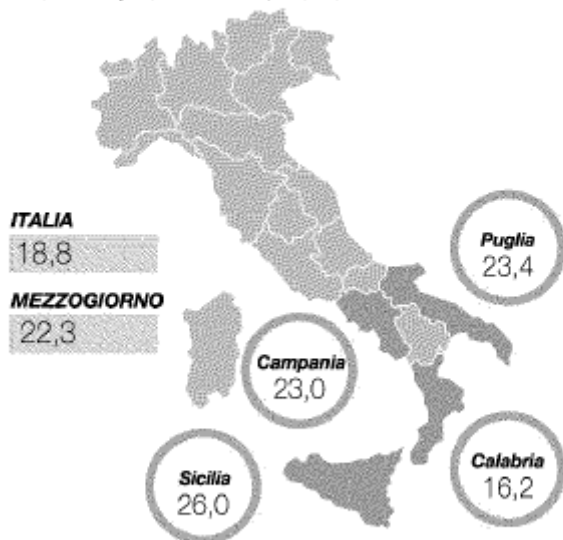 ITALIA
18,8
MEZZOGIORNO
22,3
Puglia
23,4
Campania
23,0
Calabria
16,2
Sicilia
26,0